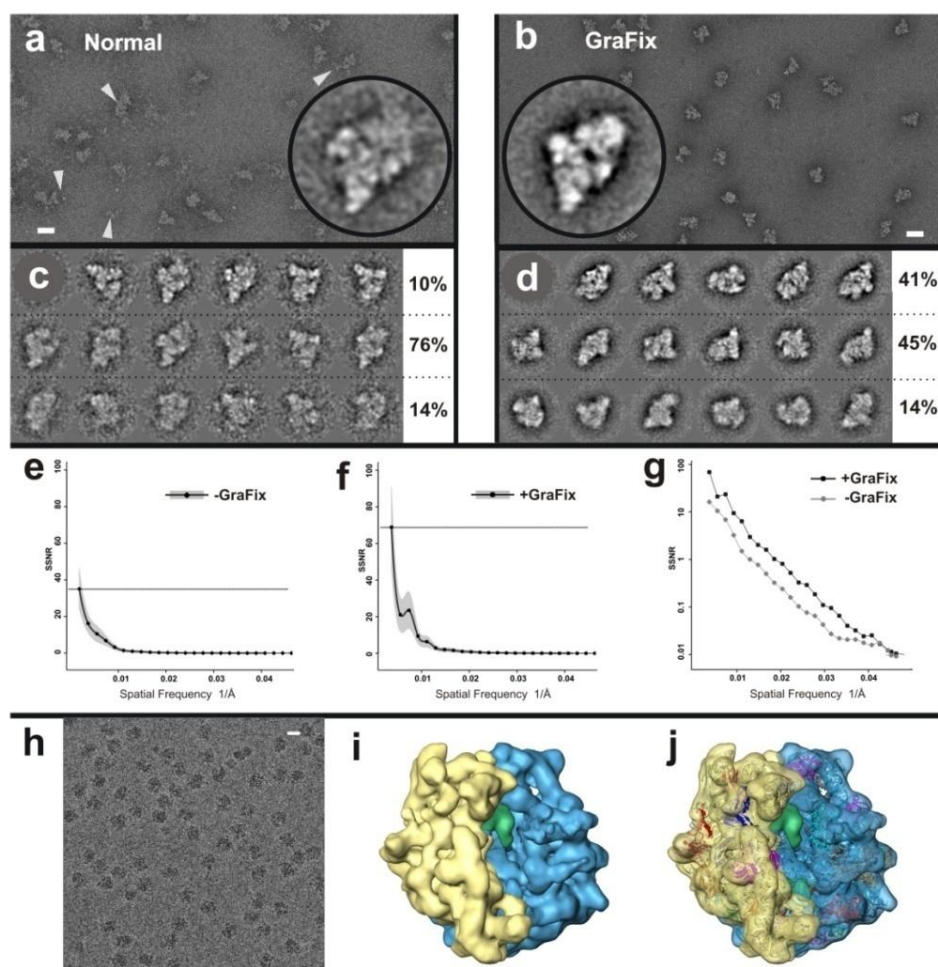 a Normal
b GraFix
c
10%
76%
14%
d
41%
45%
14%
e
-GraFix
SSNR
100
80
60
40
20
0
0.01 0.02 0.03 0.04
Spatial Frequency 1/Å
f
+GraFix
SSNR
100
80
60
40
20
0
0.01 0.02 0.03 0.04
Spatial Frequency 1/Å
g
+GraFix
-GraFix
SSNR
100
10
1
0.1
0.01
0.01 0.02 0.03 0.04
Spatial Frequency 1/Å
h
i
j